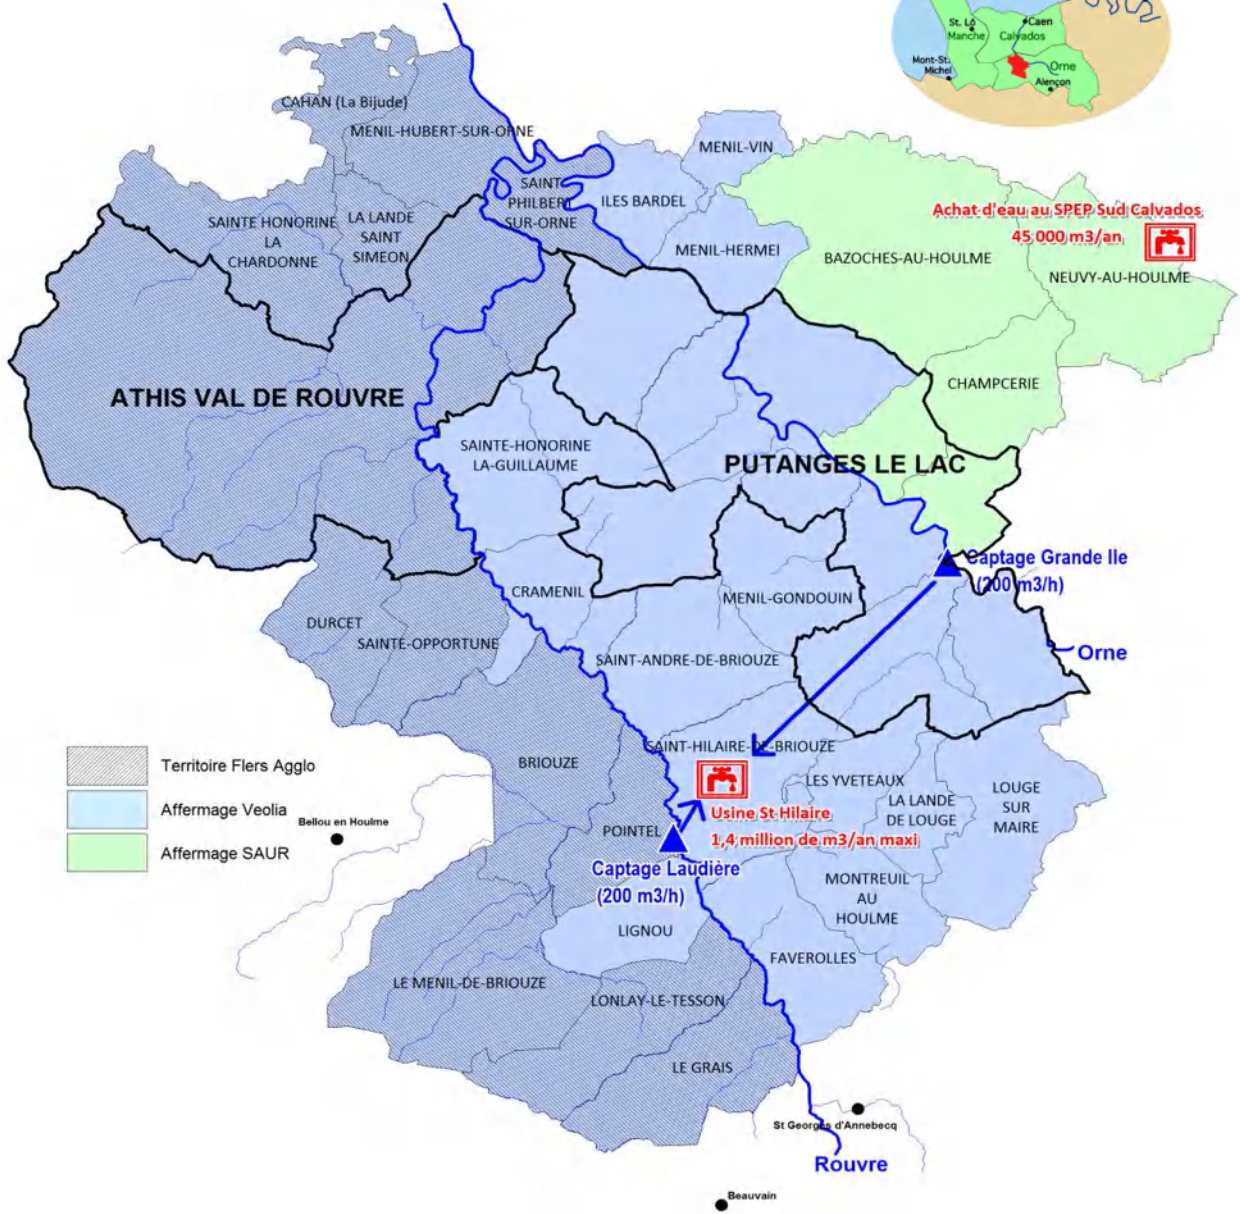 St. Lô
Caen
Manche
Calvados
Mont-St.
Michel
Orne
Alençon
CAHAN (La Bijude)
MENIL-HUBERT-SUR-ORNE
MENIL-VIN
SAINT
PHILBERT
SUR-ORNE
ILES BARDEL
SAINTE HONORINE
LA
CHARDONNE
LA LANDE
SAINT
SIMEON
MENIL-HERMEI
Achat d'eau au SPEP Sud Calvados
45 000 m3/an
BAZOCHES-AU-HOULME
NEUVY-AU-HOULME
CHAMPCERIE
ATHIS VAL DE ROUVRE
SAINTE-HONORINE
LA-GUILLAUME
PUTANGES LE LAC
Captage Grande Ile
(200 m3/h)
CRAMENIL
MENIL-GONDOUIN
DURCET
SAINTE-OPPORTUNE
SAINT-ANDRE-DE-BRIOUZE
Orne
SAINT-HILAIRE-DE-BRIOUZE
BRIOUZE
LES YVETEAUX
LA LANDE
DE LOUGE
LOUGE
SUR
MAIRE
Territoire Flers Agglo
Affermage Veolia
Affermage SAUR
Bellou en Houlme
Usine St Hilaire
1,4 million de m3/an maxi
POINTEL
Captage Laudière
(200 m3/h)
MONTREUIL
AU
HOULME
LIGNOU
FAVEROLLES
LE MENIL-DE-BRIOUZE
LONLAY-LE-TESSON
LE GRAIS
St Georges d'Annebecq
Rouvre
Beauvain